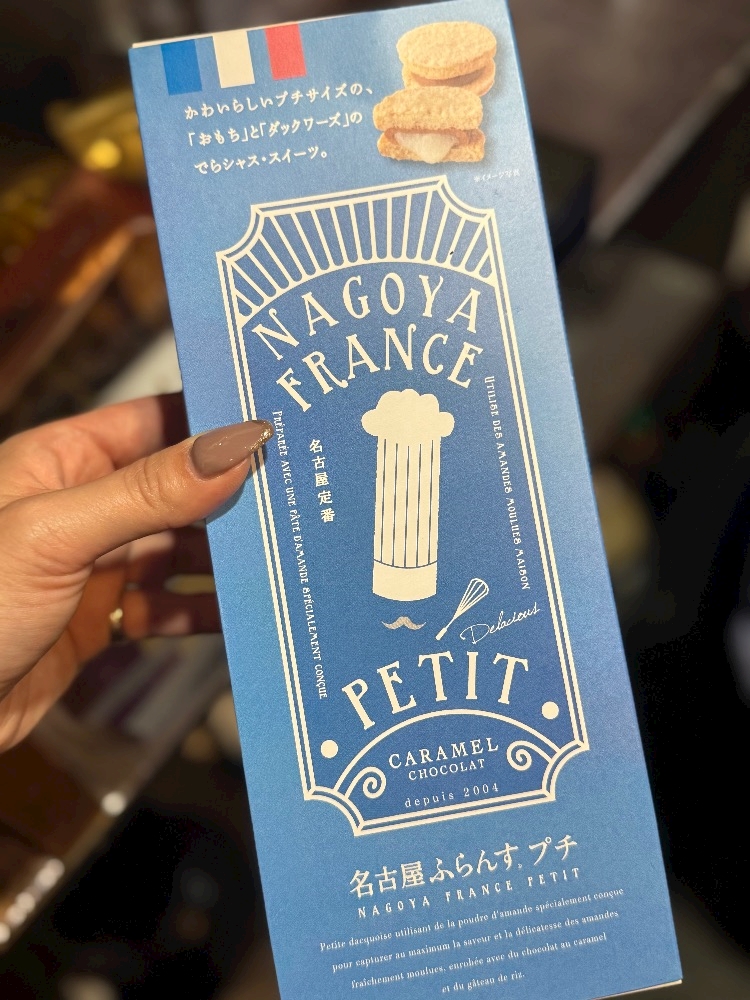 かわいらしいプチサイズの、
「おもち」と「ダックワーズ」の
でらシャス・スイーツ。
※イメージ写真
NAGOYA
FRANCE
PRÉPARÉE AVEC UNE PÂTE D'AMANDE SPÉCIALEMENT CONÇUE
名古屋定番
UTILISE DES AMANDES MOULUES MAISON
Delacious
PETIT
CARAMEL
CHOCOLAT
depuis 2004
名古屋ふらんす。プチ
NAGOYA FRANCE PETIT
Petite dacquoise utilisant de la poudre d'amande spécialement conçue
pour capturer au maximum la saveur et la délicatesse des amandes
fraîchement moulues, enrobée avec du chocolat au caramel
et du gâteau de riz.